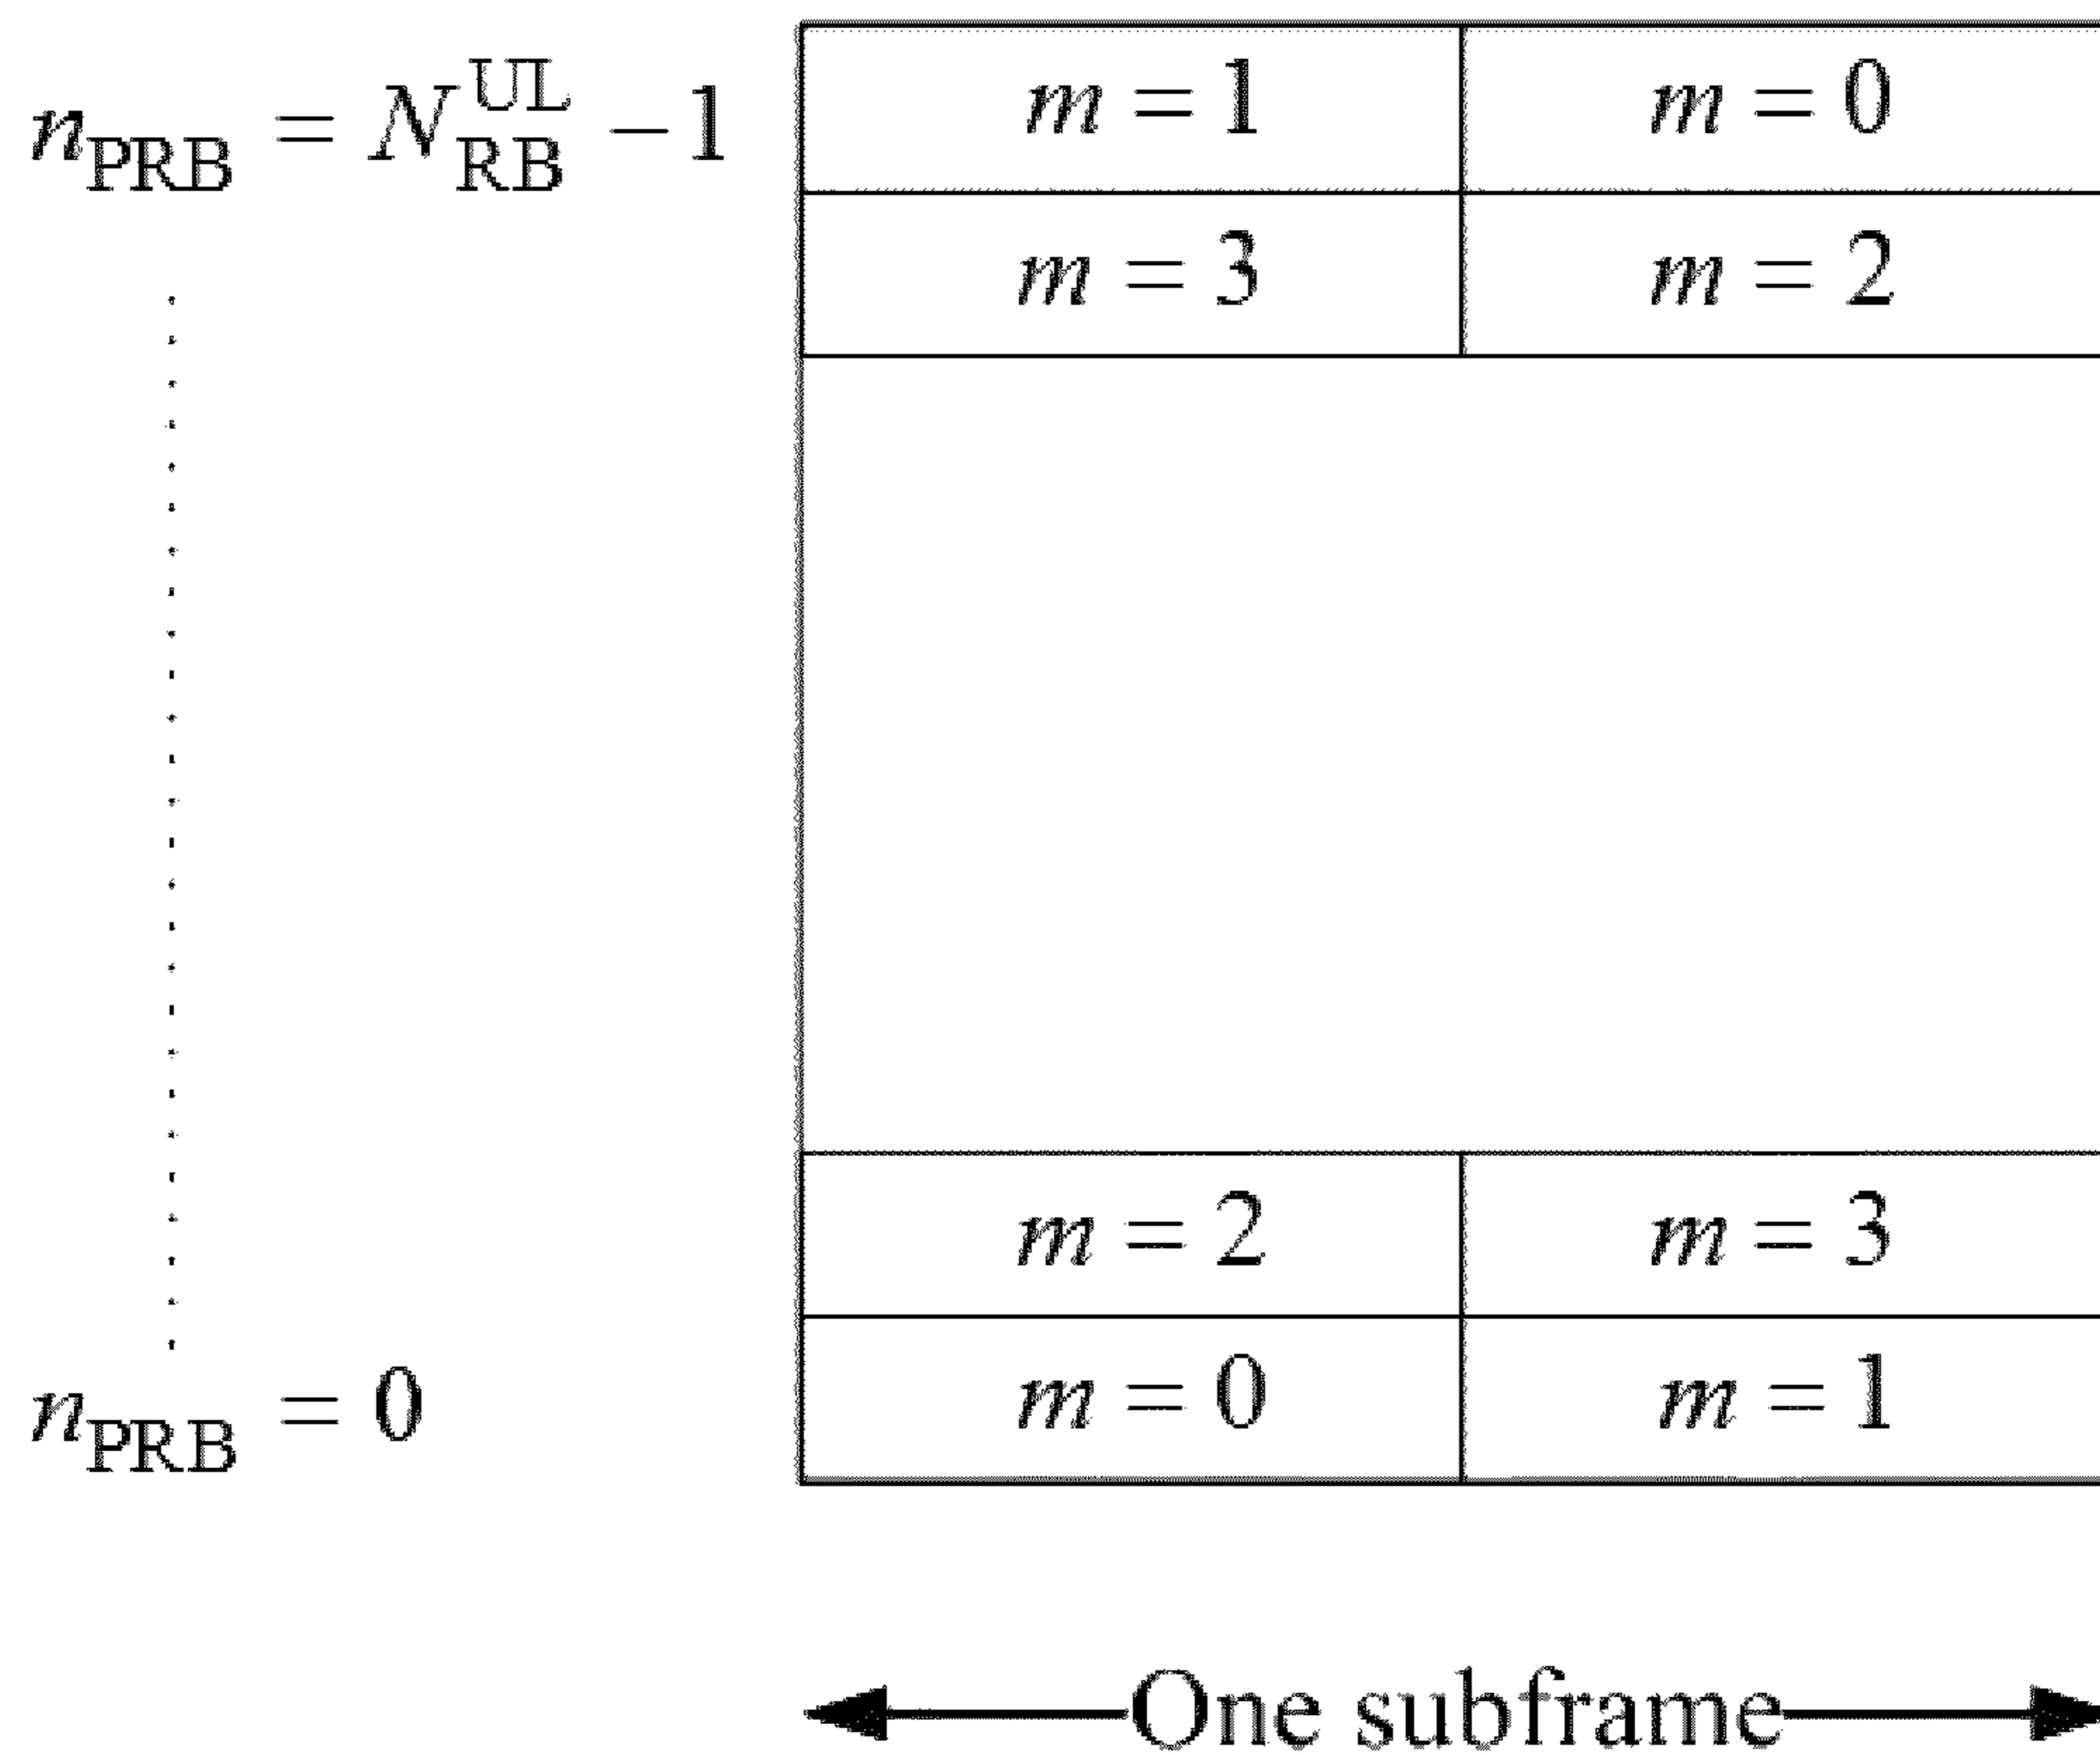 n_PRB = N_RB^UL −1
m = 1 m = 0
m = 3 m = 2
m = 2 m = 3
n_PRB = 0
m = 0 m = 1
One subframe